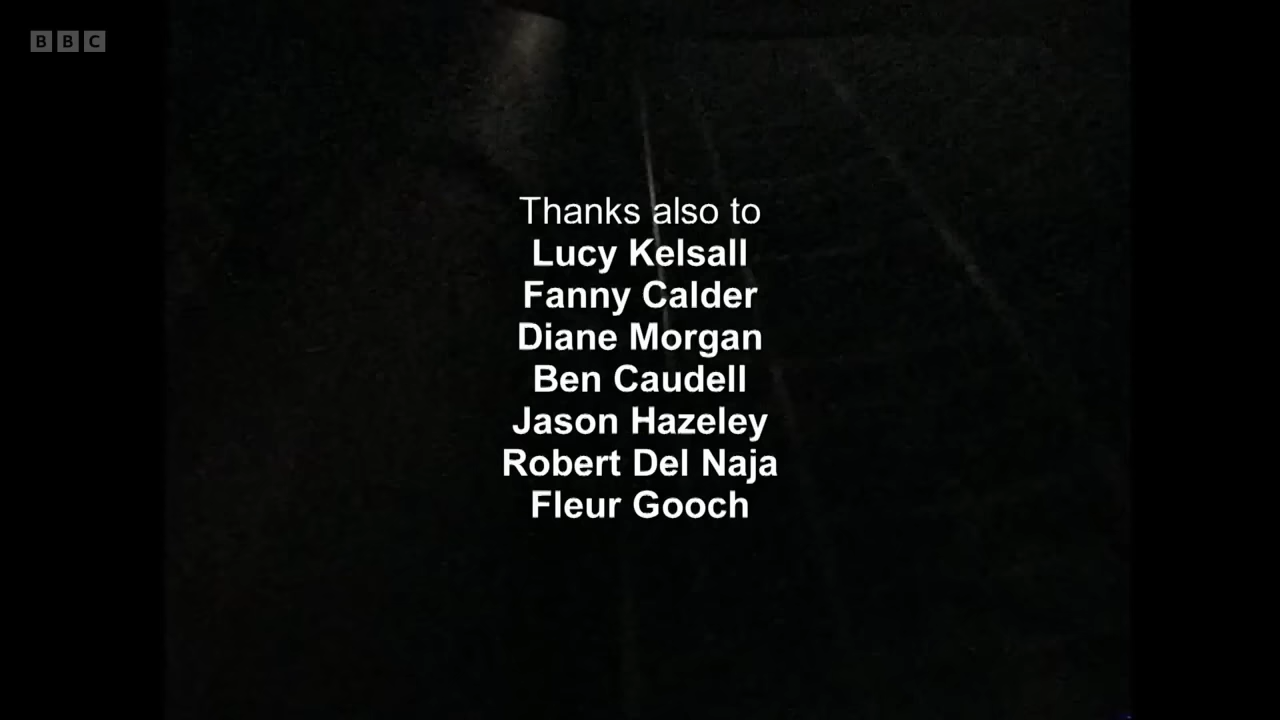 BBC
Thanks also to
Lucy Kelsall
Fanny Calder
Diane Morgan
Ben Caudell
Jason Hazeley
Robert Del Naja
Fleur Gooch